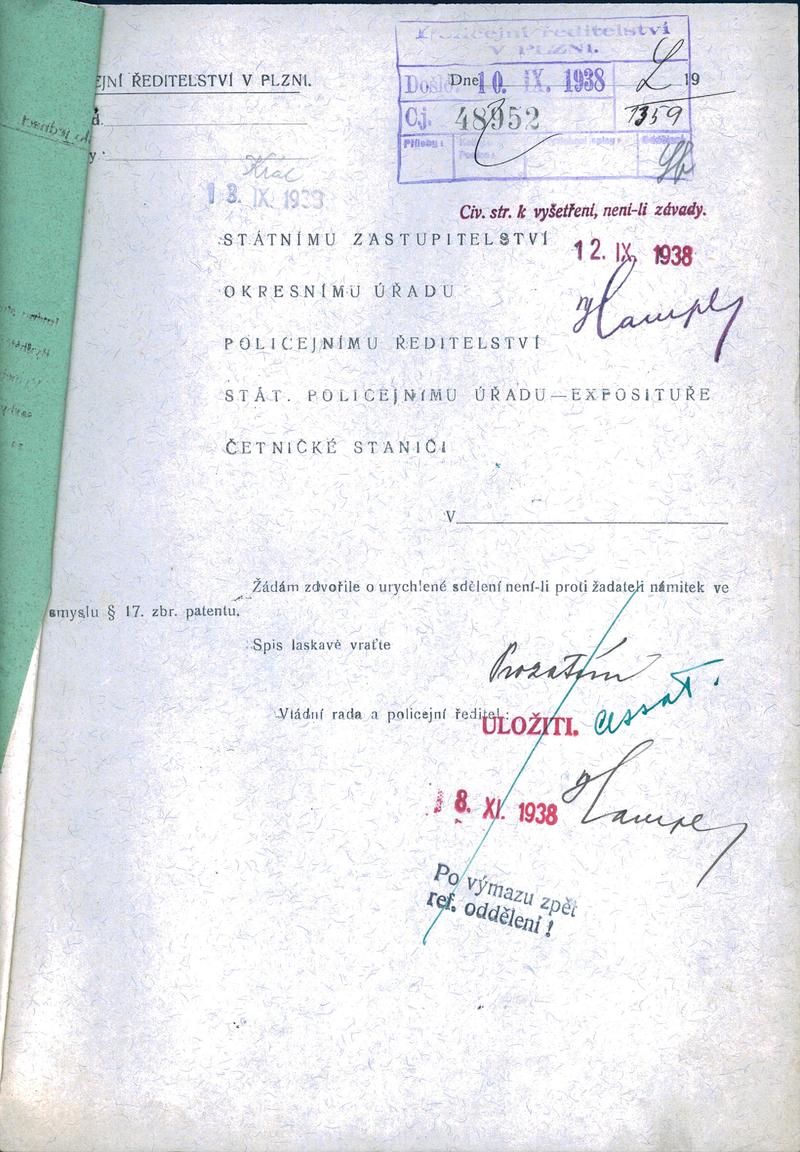 Policejní ředitelství
V PLZNI.
EJNÍ ŘEDITELSTVÍ V PLZNI.
Dne 19
Došlo: 10. IX. 1938
Čj. 48952
1359
Přílohy:
13. IX. 1938
Civ. str. k vyšetření, není-li závady.
STÁTNÍMU ZASTUPITELSTVÍ
12. IX. 1938
OKRESNÍMU ÚŘADU
POLICEJNÍMU ŘEDITELSTVÍ
STÁT. POLICEJNÍMU ÚŘADU—EXPOSITUŘE
ČETNICKÉ STANICI
V
Žádám zdvořile o urychlené sdělení není-li proti žadateli námitek ve
smyslu § 17. zbr. patentu.
Spis laskavě vraťte
Prozatím
Vládní rada a policejní ředitel:
ULOŽITI. cessat.
8. XI. 1938
Po výmazu zpět
ref. oddělení!